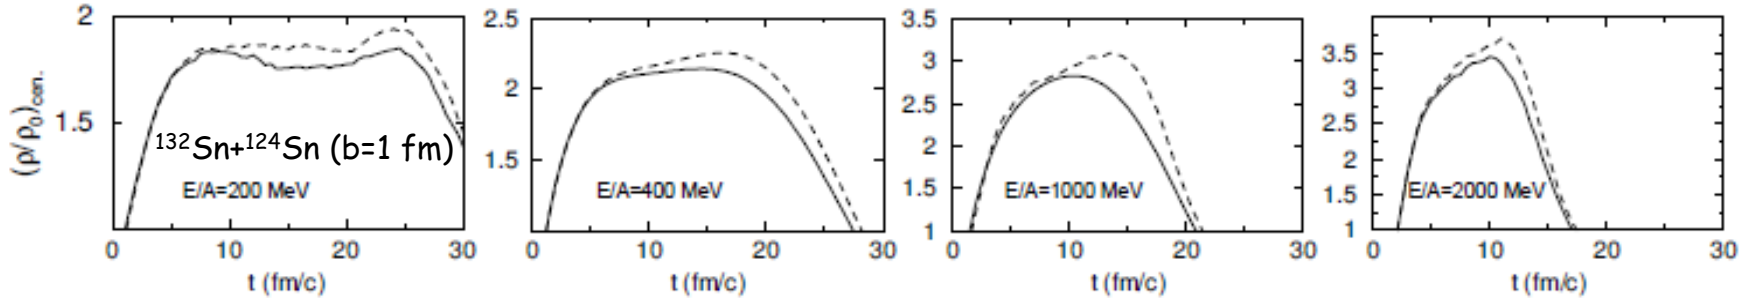 (ρ/ρ₀)cen.
2
1.5
0 10 20 30
t (fm/c)
¹³²Sn+¹²⁴Sn (b=1 fm)
E/A=200 MeV
2.5
2
1.5
0 10 20 30
t (fm/c)
E/A=400 MeV
3.5
3
2.5
2
1.5
1
0 10 20 30
t (fm/c)
E/A=1000 MeV
3.5
3
2.5
2
1.5
1
0 10 20 30
t (fm/c)
E/A=2000 MeV